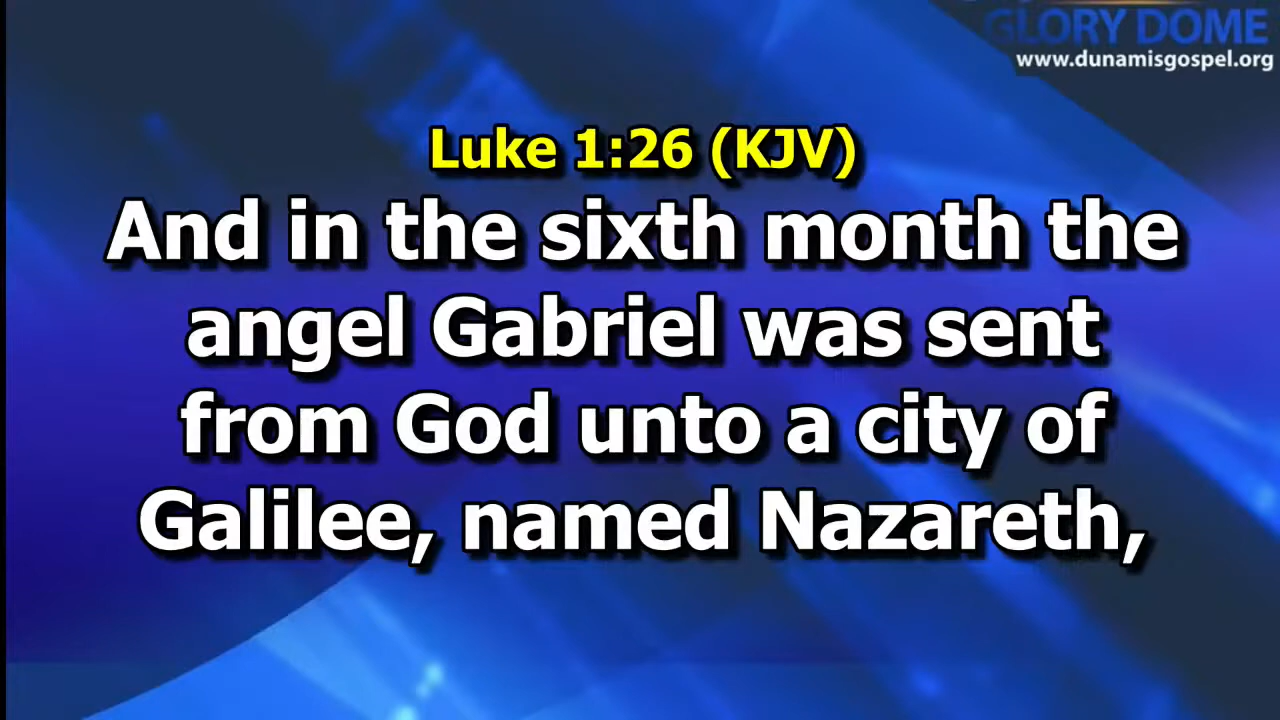 GLORY DOME
www.dunamisgospel.org
Luke 1:26 (KJV)
And in the sixth month the
angel Gabriel was sent
from God unto a city of
Galilee, named Nazareth,